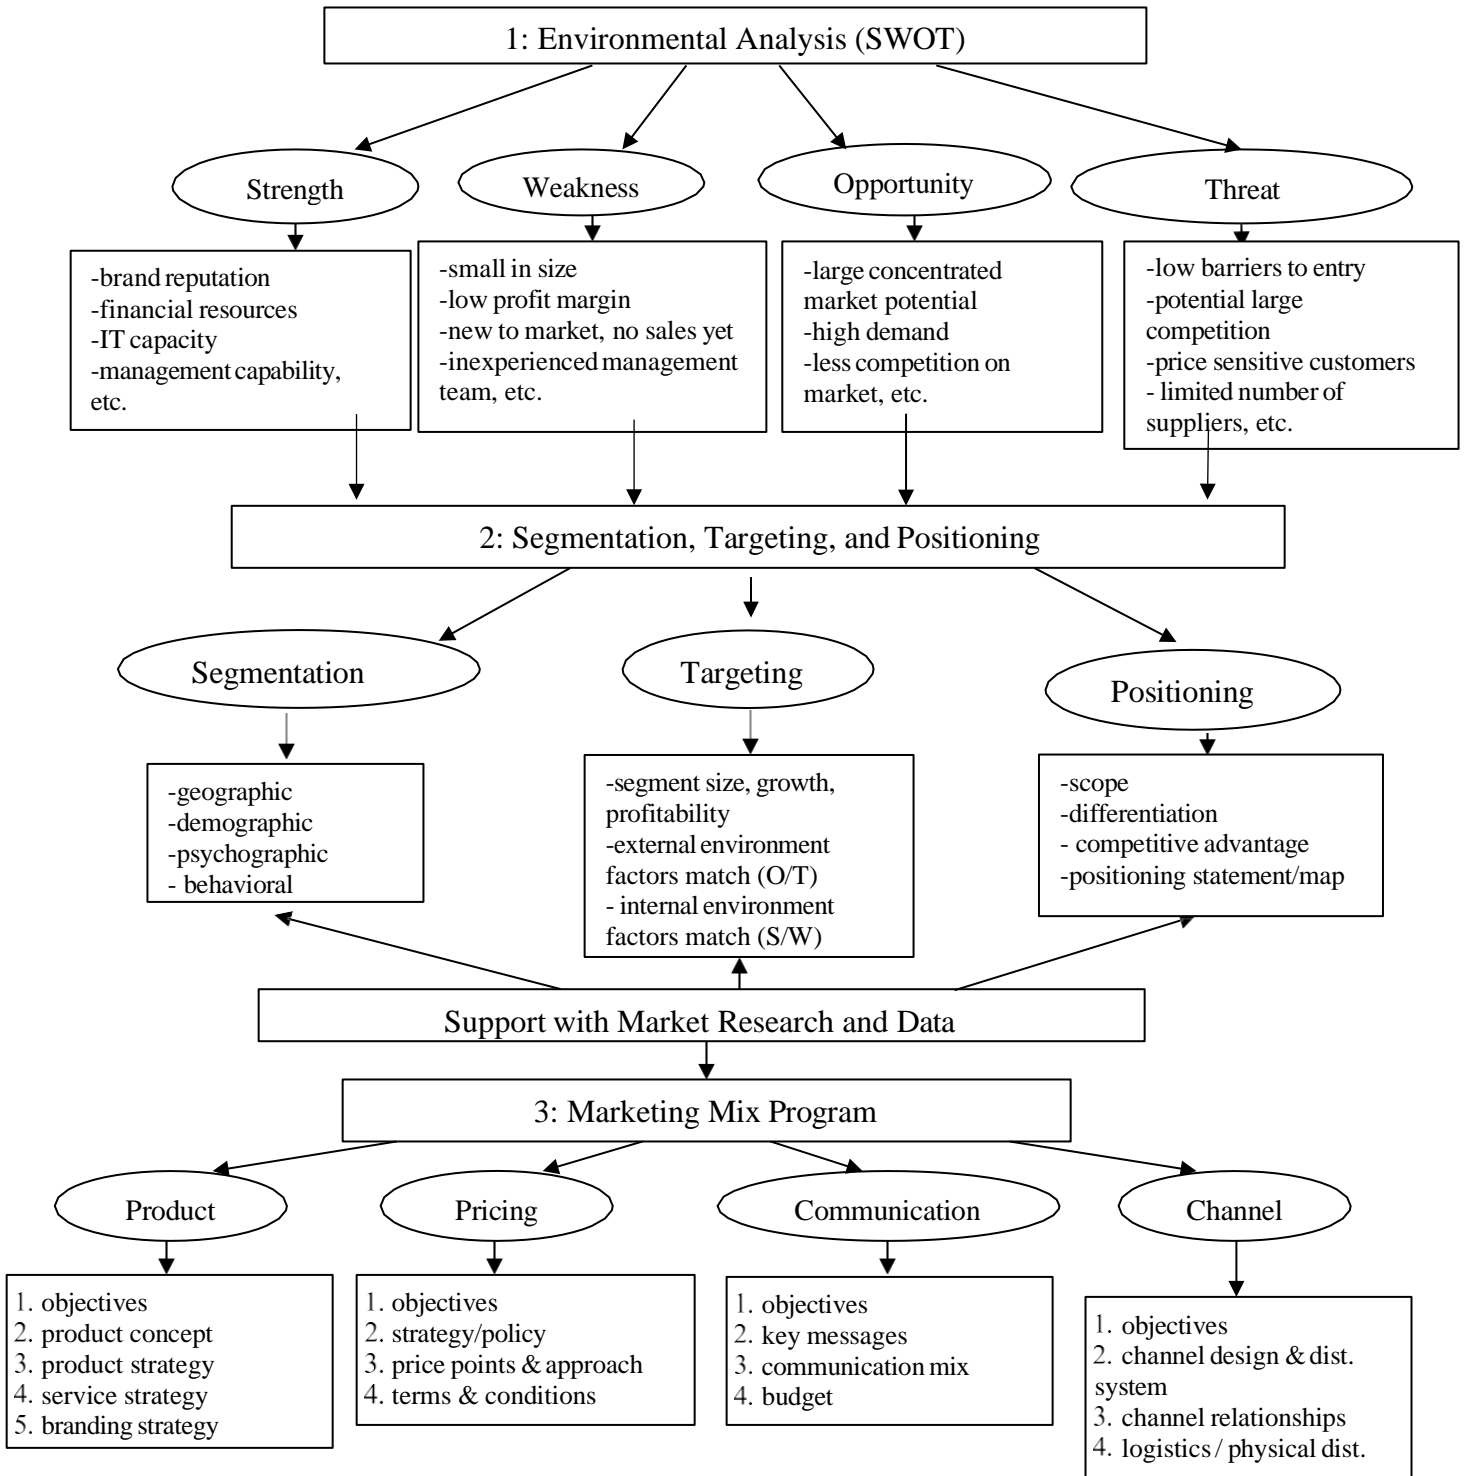 1: Environmental Analysis (SWOT)
Strength
Weakness
Opportunity
Threat
-brand reputation
-financial resources
-IT capacity
-management capability,
etc.
-small in size
-low profit margin
-new to market, no sales yet
-inexperienced management
team, etc.
-large concentrated
market potential
-high demand
-less competition on
market, etc.
-low barriers to entry
-potential large
competition
-price sensitive customers
- limited number of
suppliers, etc.
2: Segmentation, Targeting, and Positioning
Segmentation
Targeting
Positioning
-geographic
-demographic
-psychographic
- behavioral
-segment size, growth,
profitability
-external environment
factors match (O/T)
- internal environment
factors match (S/W)
-scope
-differentiation
- competitive advantage
-positioning statement/map
Support with Market Research and Data
3: Marketing Mix Program
Product
Pricing
Communication
Channel
1. objectives
2. product concept
3. product strategy
4. service strategy
5. branding strategy
1. objectives
2. strategy/policy
3. price points & approach
4. terms & conditions
1. objectives
2. key messages
3. communication mix
4. budget
1. objectives
2. channel design & dist.
system
3. channel relationships
4. logistics / physical dist.